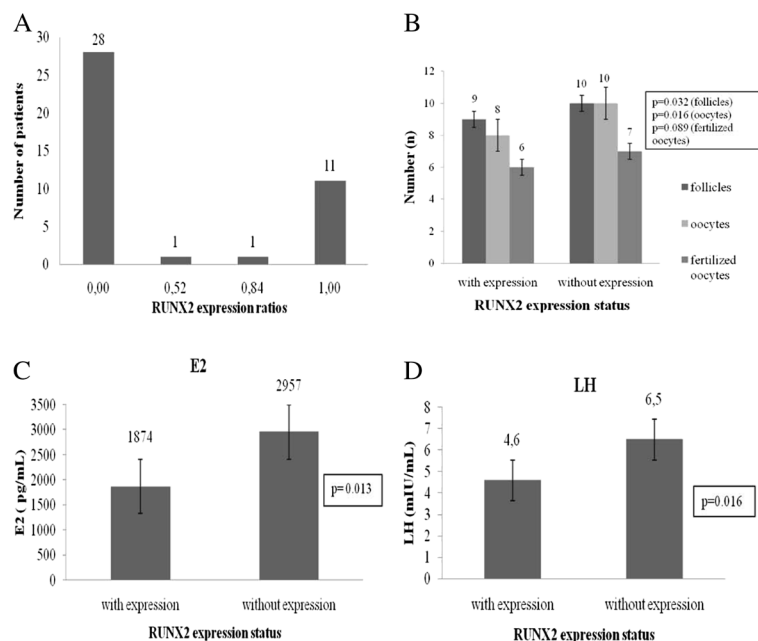 A
30
25
20
15
10
5
0
28
1
1
11
0,00
0,52
0,84
1,00
Number of patients
RUNX2 expression ratios
B
12
10
8
6
4
2
0
9
8
6
10
10
7
Number (n)
with expression
without expression
RUNX2 expression status
p=0.032 (follicles)
p=0.016 (oocytes)
p=0.089 (fertilized
oocytes)
follicles
oocytes
fertilized
oocytes
C
E2
3500
3000
2500
2000
1500
1000
500
0
1874
2957
E2 ( pg/mL)
p=0.013
with expression
without expression
RUNX2 expression status
D
LH
8
7
6
5
4
3
2
1
0
4,6
6,5
LH (mIU/mL)
p=0.016
with expression
without expression
RUNX2 expression status